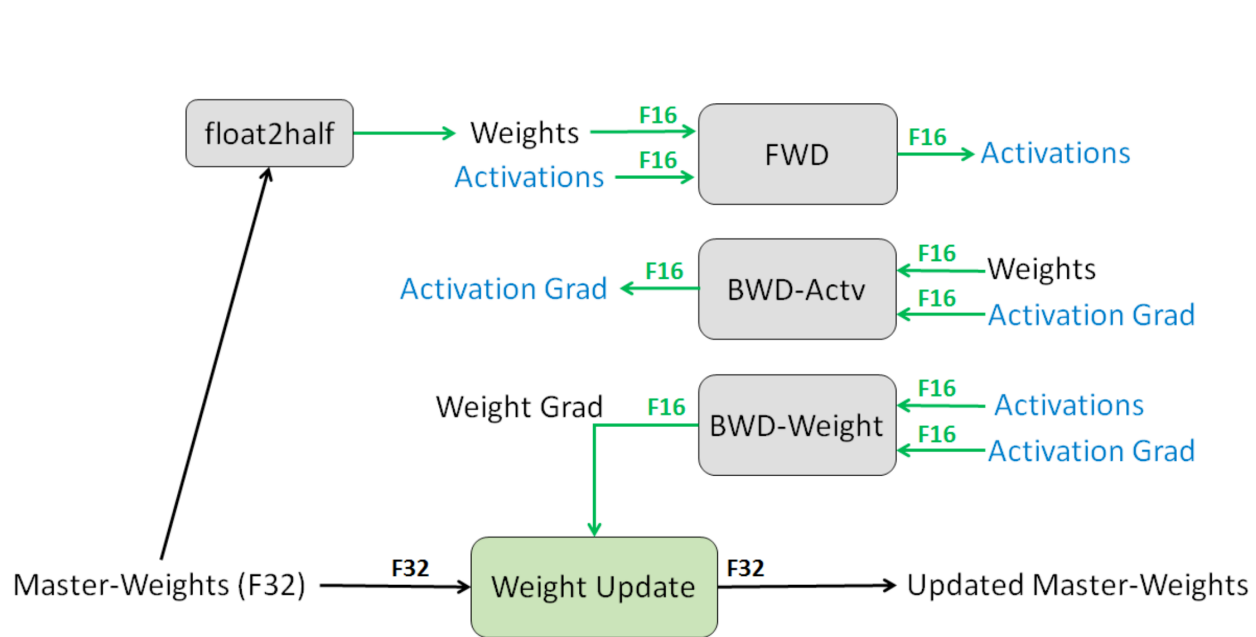 float2half
Weights
F16
Activations
F16
FWD
F16
Activations
Activation Grad
F16
BWD-Actv
F16
Weights
F16
Activation Grad
Weight Grad
F16
BWD-Weight
F16
Activations
F16
Activation Grad
Master-Weights (F32)
F32
Weight Update
F32
Updated Master-Weights